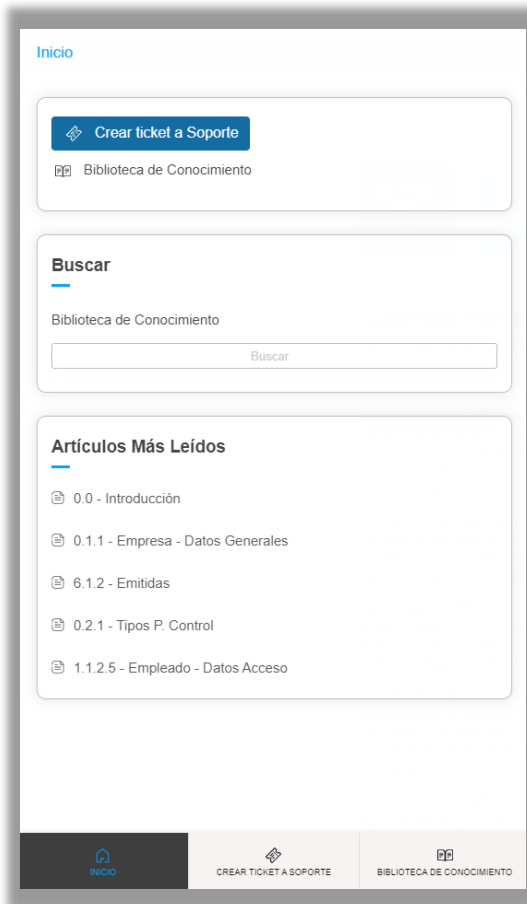 Inicio
Crear ticket a Soporte
Biblioteca de Conocimiento
Buscar
Biblioteca de Conocimiento
Buscar
Artículos Más Leídos
0.0 - Introducción
0.1.1 - Empresa - Datos Generales
6.1.2 - Emitidas
0.2.1 - Tipos P. Control
1.1.2.5 - Empleado - Datos Acceso
INICIO
CREAR TICKET A SOPORTE
BIBLIOTECA DE CONOCIMIENTO